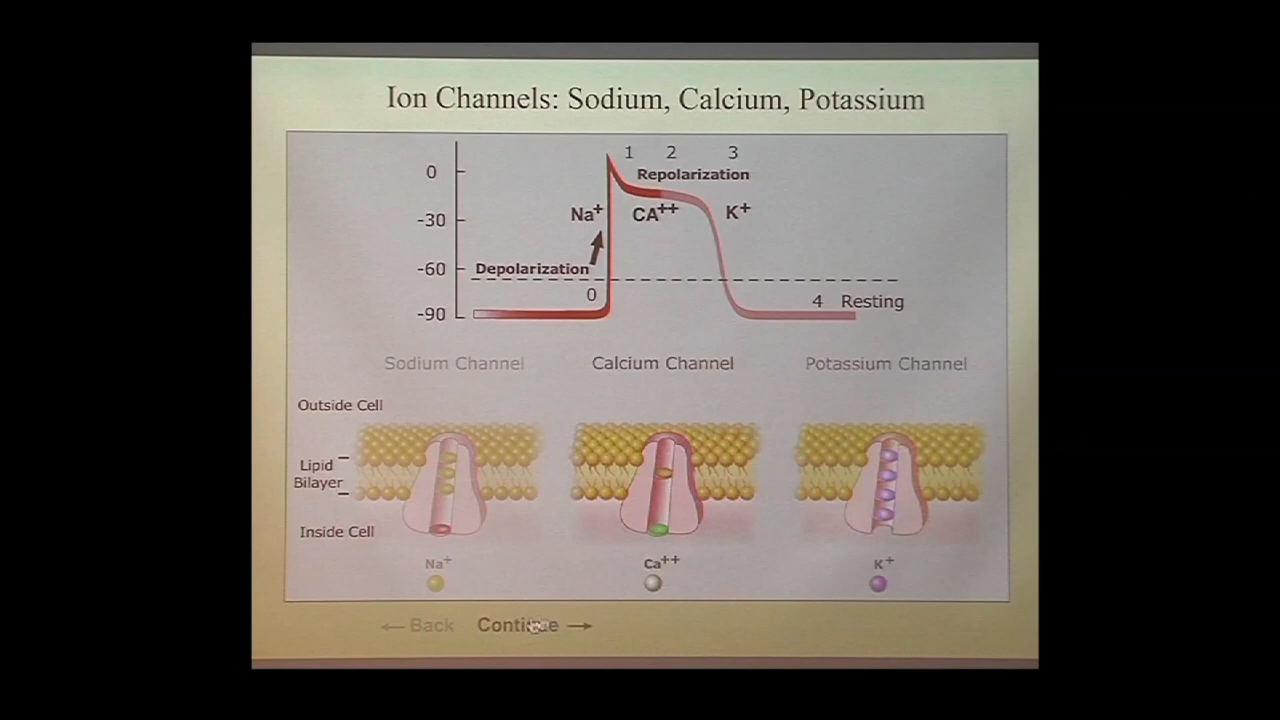 Ion Channels: Sodium, Calcium, Potassium
1 2 3
0
Repolarization
Na+ CA++ K+
-30
-60
Depolarization
0
4 Resting
-90
Sodium Channel Calcium Channel Potassium Channel
Outside Cell
Lipid
Bilayer
Inside Cell
Na+ Ca++ K+
← Back Continue →